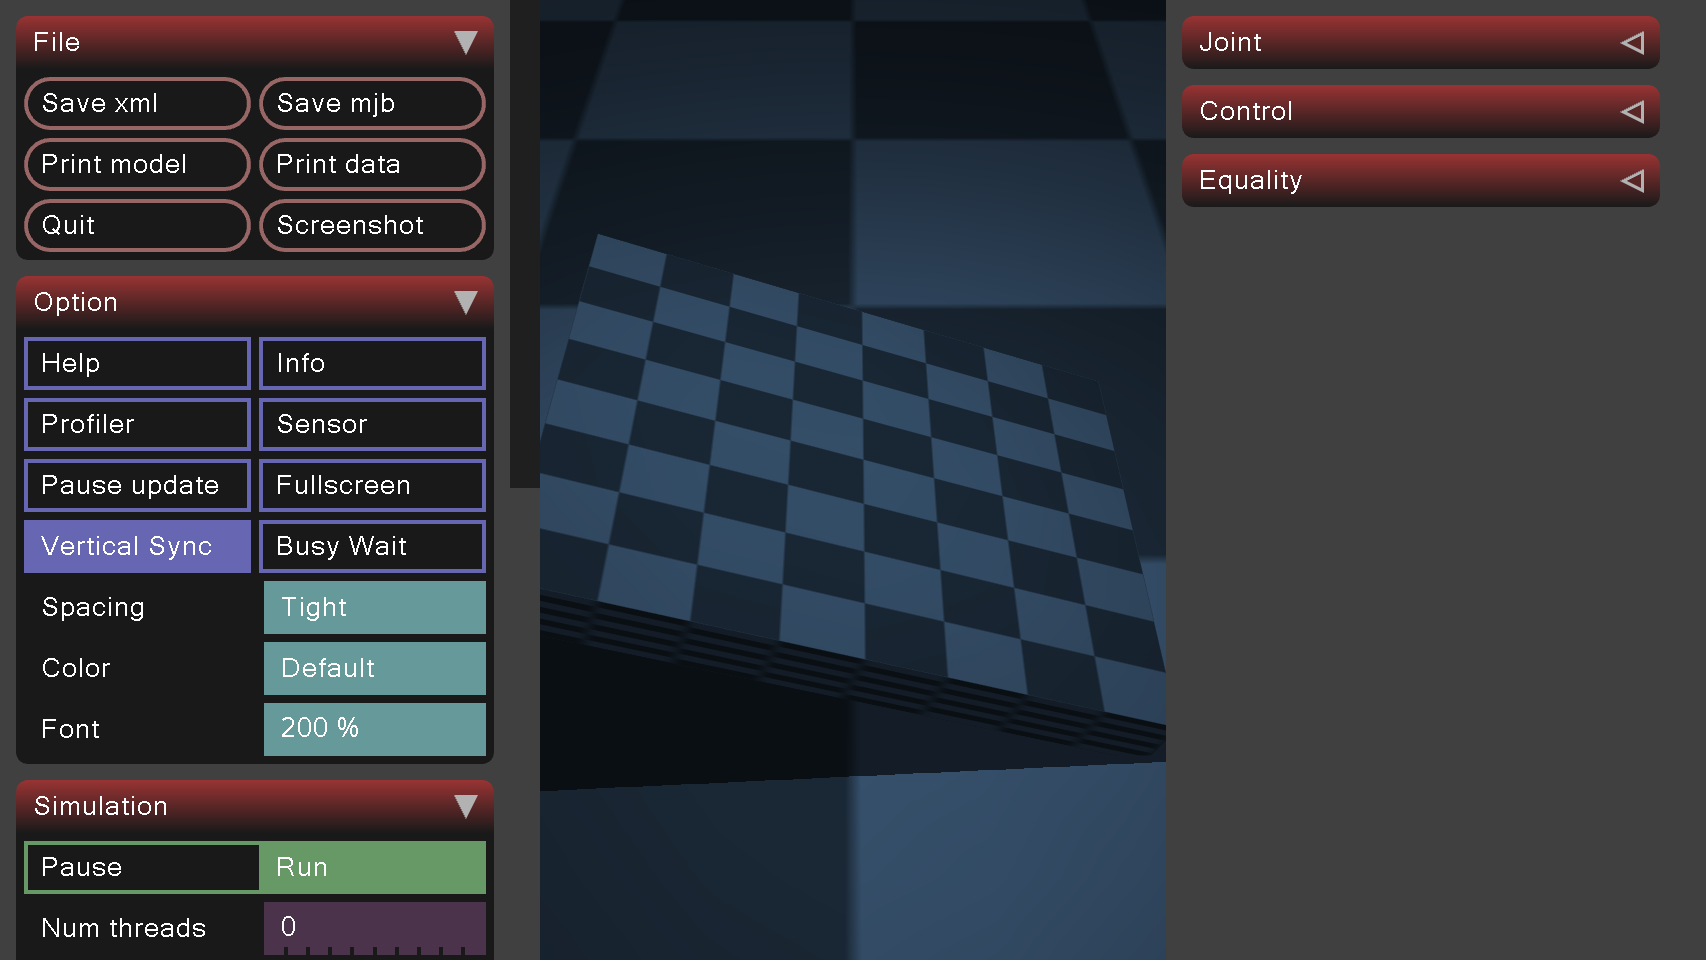 File
Save xml
Save mjb
Print model
Print data
Quit
Screenshot
Option
Help
Info
Profiler
Sensor
Pause update
Fullscreen
Vertical Sync
Busy Wait
Spacing
Tight
Color
Default
Font
200 %
Simulation
Pause
Run
Num threads
0
Joint
Control
Equality